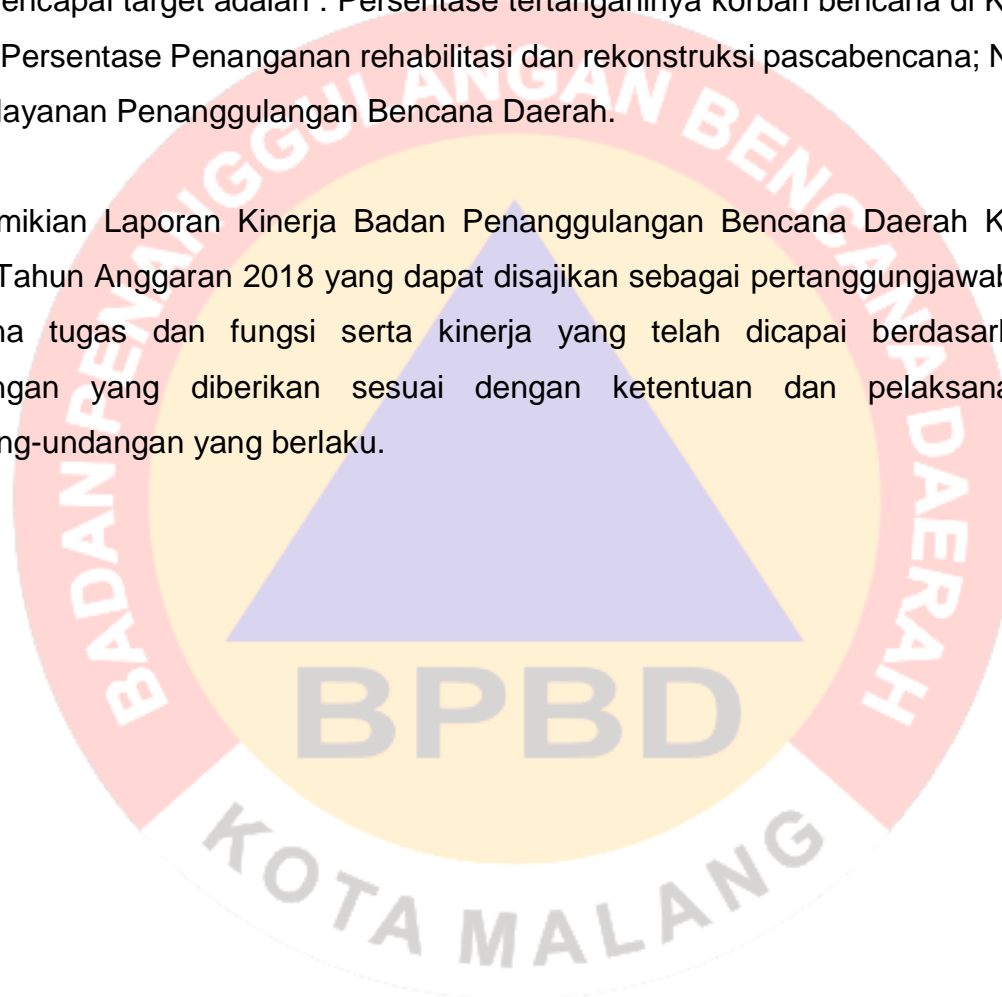 encapai target adalah : Persentase tertanganinya korban bencana di K
Persentase Penanganan rehabilitasi dan rekonstruksi pascabencana; N
layanan Penanggulangan Bencana Daerah.
mikian Laporan Kinerja Badan Penanggulangan Bencana Daerah K
Tahun Anggaran 2018 yang dapat disajikan sebagai pertanggungjawab
na tugas dan fungsi serta kinerja yang telah dicapai berdasar
ngan yang diberikan sesuai dengan ketentuan dan pelaksana
ng-undangan yang berlaku.
BADAN PENANGGULANGAN BENCANA DAERAH
BPBD
KOTA MALANG